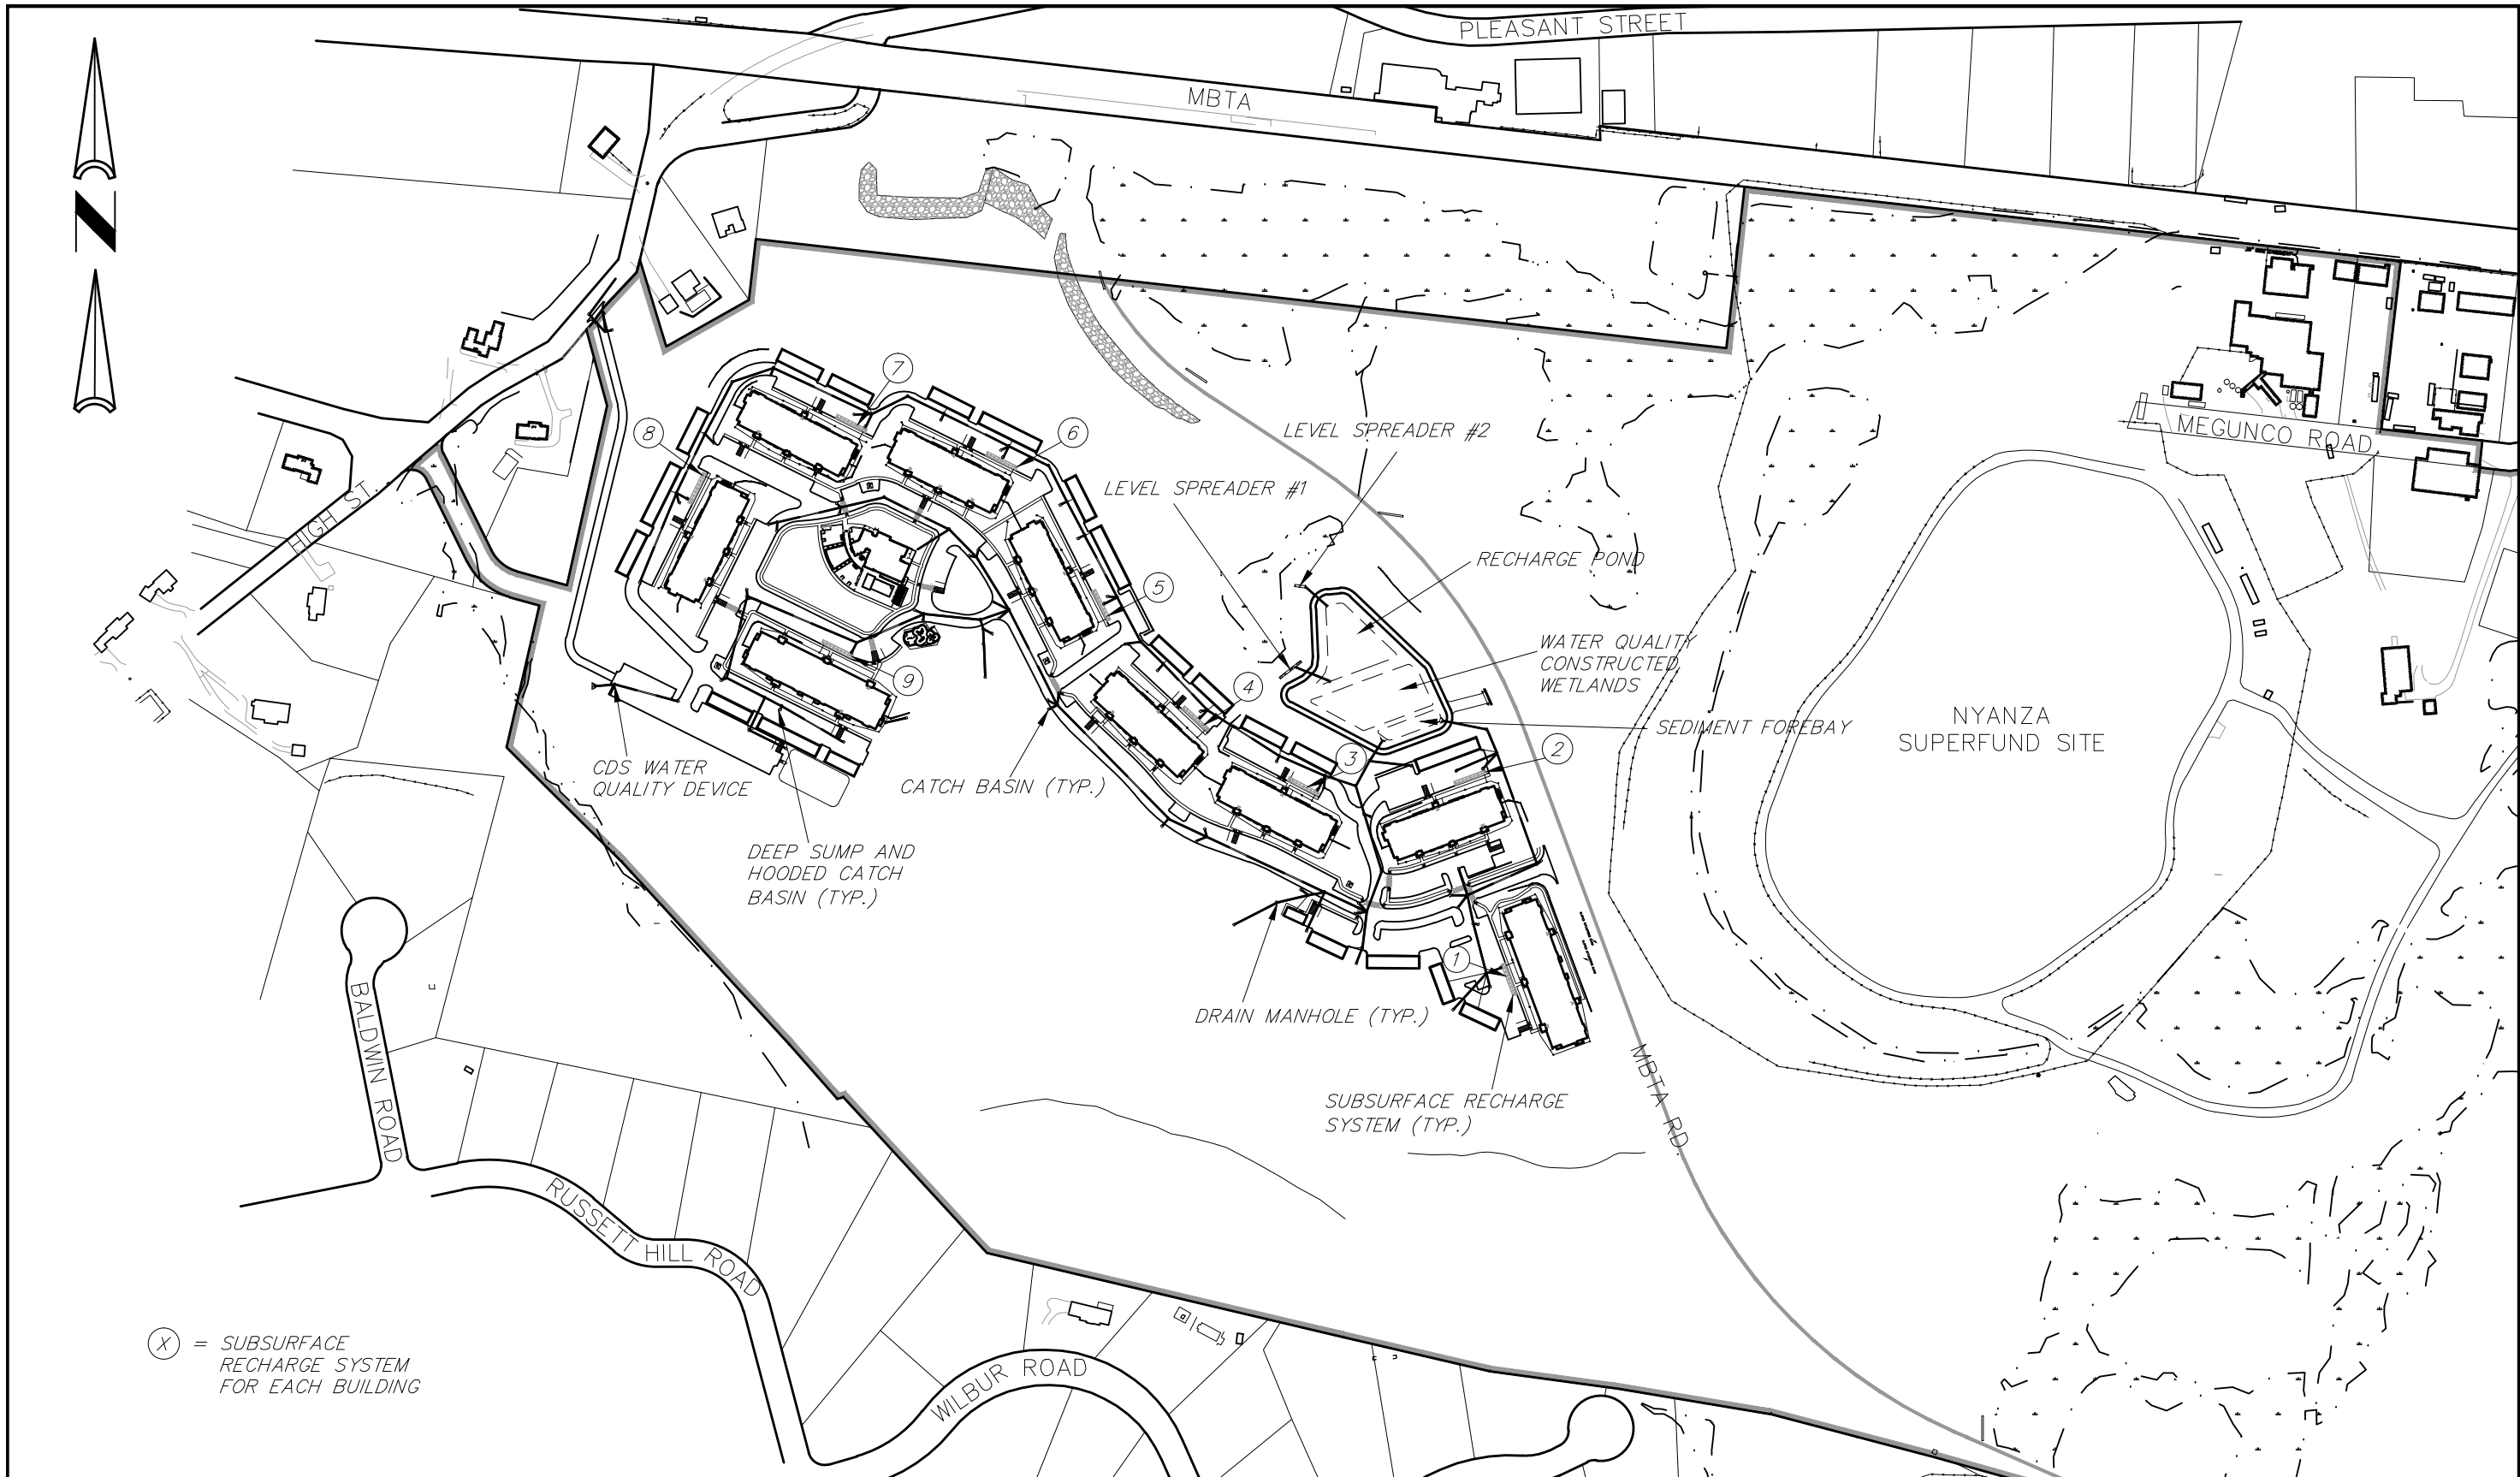 PLEASANT STREET
MBTA
N
LEVEL SPREADER #2
MEGUNCO ROAD
7
8
6
LEVEL SPREADER #1
HIGH ST.
RECHARGE POND
5
WATER QUALITY
CONSTRUCTED
WETLANDS
9
4
SEDIMENT FOREBAY
NYANZA
SUPERFUND SITE
2
3
CDS WATER
QUALITY DEVICE
CATCH BASIN (TYP.)
DEEP SUMP AND
HOODED CATCH
BASIN (TYP.)
1
DRAIN MANHOLE (TYP.)
BALDWIN ROAD
SUBSURFACE RECHARGE
SYSTEM (TYP.)
MBTA RD.
RUSSETT HILL ROAD
X = SUBSURFACE
RECHARGE SYSTEM
FOR EACH BUILDING
WILBUR ROAD